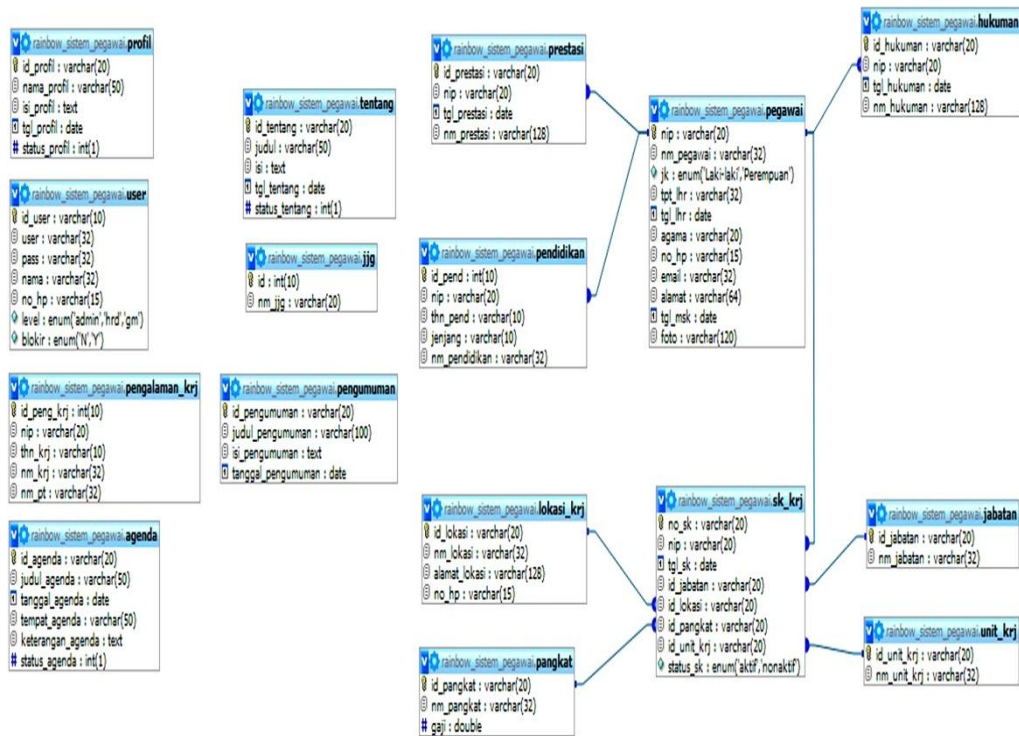 rainbow_sistem_pegawai.profil
id_profil : varchar(20)
nama_profil : varchar(50)
isi_profil : text
tgl_profil : date
# status_profil : int(1)
rainbow_sistem_pegawai.user
id_user : varchar(10)
user : varchar(32)
pass : varchar(32)
nama : varchar(32)
no_hp : varchar(15)
level : enum('admin','hrd','gm')
blokir : enum('N','Y')
rainbow_sistem_pegawai.pengalaman_krj
id_peng_krj : int(10)
nip : varchar(20)
thn_krj : varchar(10)
nm_krj : varchar(32)
nm_pt : varchar(32)
rainbow_sistem_pegawai.agenda
id_agenda : varchar(20)
judul_agenda : varchar(50)
tanggal_agenda : date
tempat_agenda : varchar(50)
keterangan_agenda : text
# status_agenda : int(1)
rainbow_sistem_pegawai.tentang
id_tentang : varchar(20)
judul : varchar(50)
isi : text
tgl_tentang : date
# status_tentang : int(1)
rainbow_sistem_pegawai.jjg
id : int(10)
nm_jjg : varchar(20)
rainbow_sistem_pegawai.pengumuman
id_pengumuman : varchar(20)
judul_pengumuman : varchar(100)
isi_pengumuman : text
tanggal_pengumuman : date
rainbow_sistem_pegawai.prestasi
id_prestasi : varchar(20)
nip : varchar(20)
tgl_prestasi : date
nm_prestasi : varchar(128)
rainbow_sistem_pegawai.pendidikan
id_pend : int(10)
nip : varchar(20)
thn_pend : varchar(10)
jenjang : varchar(10)
nm_pendidikan : varchar(32)
rainbow_sistem_pegawai.lokasi_krj
id_lokasi : varchar(20)
nm_lokasi : varchar(32)
alamat_lokasi : varchar(128)
no_hp : varchar(15)
rainbow_sistem_pegawai.pangkat
id_pangkat : varchar(20)
nm_pangkat : varchar(32)
# gaji : double
rainbow_sistem_pegawai.pegawai
nip : varchar(20)
nm_pegawai : varchar(32)
jk : enum('Laki-laki','Perempuan')
tpt_lhr : varchar(32)
tgl_lhr : date
agama : varchar(20)
no_hp : varchar(15)
email : varchar(32)
alamat : varchar(64)
tgl_msk : date
foto : varchar(120)
rainbow_sistem_pegawai.sk_krj
no_sk : varchar(20)
nip : varchar(20)
tgl_sk : date
id_jabatan : varchar(20)
id_lokasi : varchar(20)
id_pangkat : varchar(20)
id_unit_krj : varchar(20)
status_sk : enum('aktif','nonaktif')
rainbow_sistem_pegawai.hukuman
id_hukuman : varchar(20)
nip : varchar(20)
tgl_hukuman : date
nm_hukuman : varchar(128)
rainbow_sistem_pegawai.jabatan
id_jabatan : varchar(20)
nm_jabatan : varchar(32)
rainbow_sistem_pegawai.unit_krj
id_unit_krj : varchar(20)
nm_unit_krj : varchar(32)